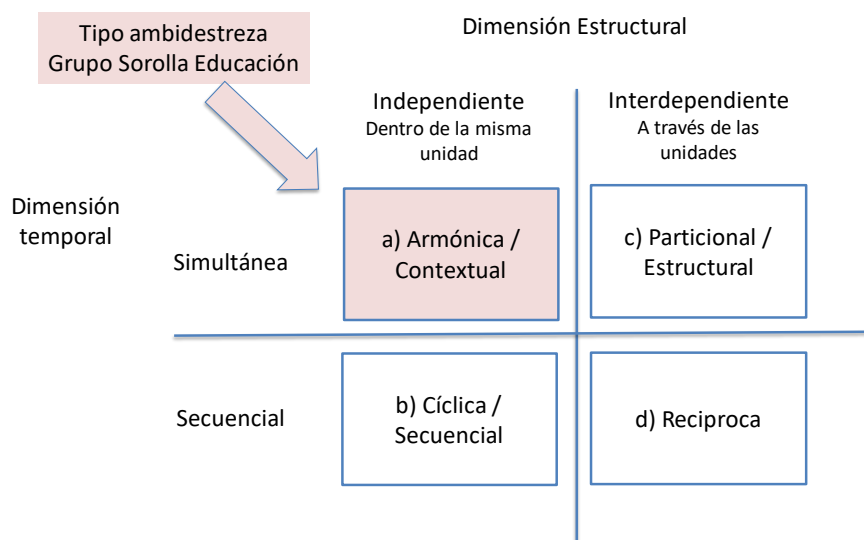 Tipo ambidestreza
Grupo Sorolla Educación
Dimensión Estructural
Independiente
Dentro de la misma
unidad
Interdependiente
A través de las
unidades
Dimensión
temporal
Simultánea
a) Armónica /
Contextual
c) Particional /
Estructural
Secuencial
b) Cíclica /
Secuencial
d) Reciproca